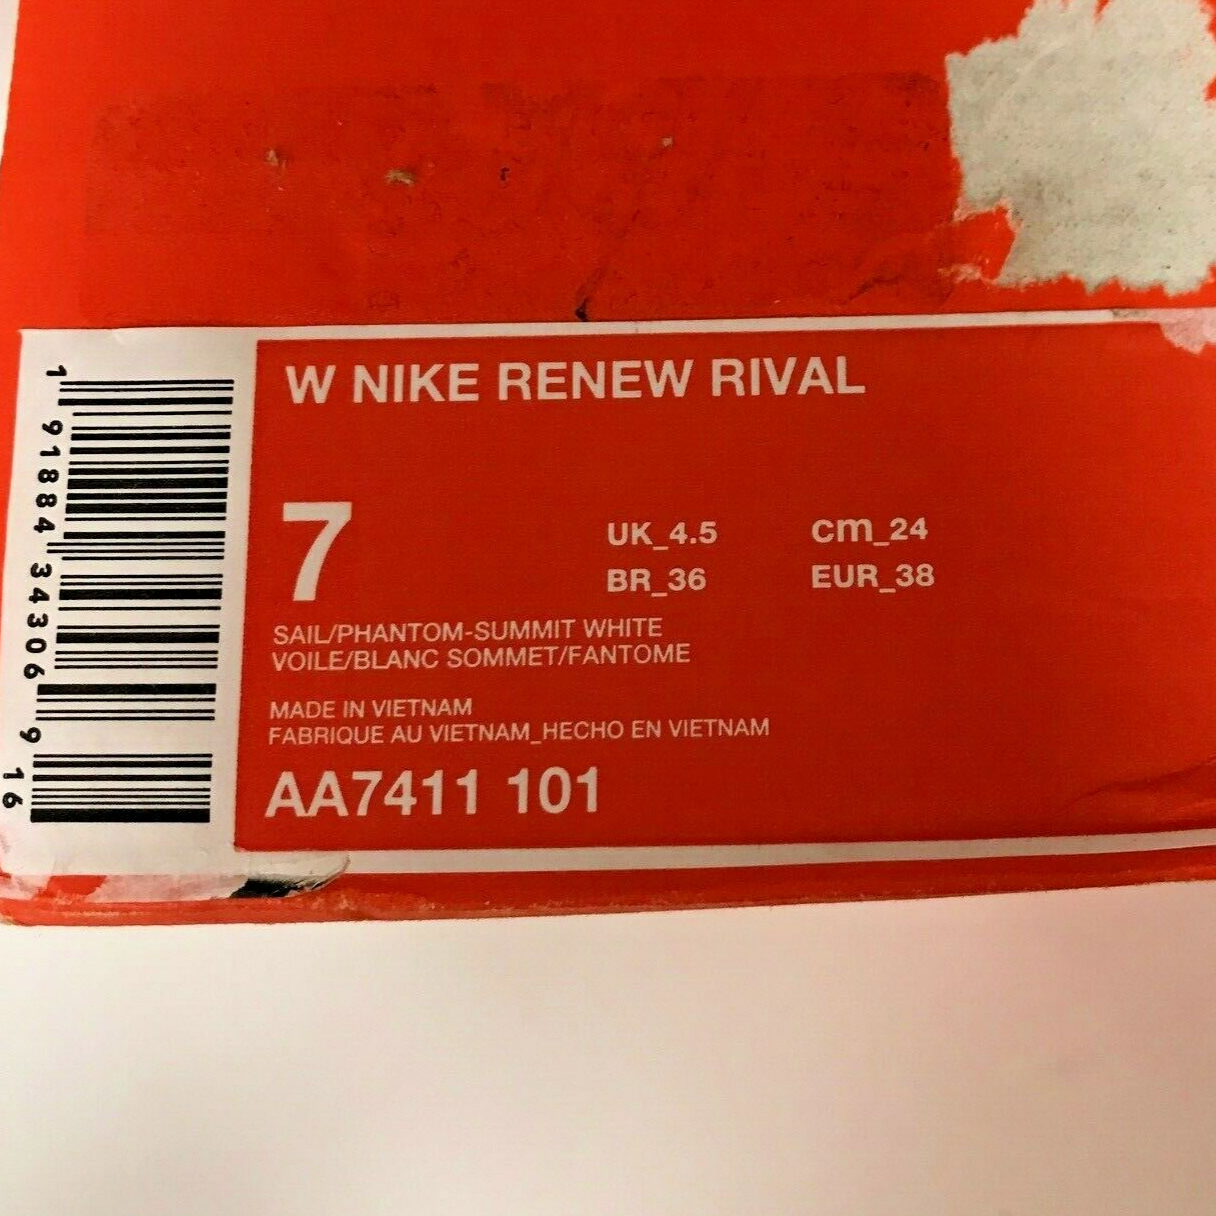 W NIKE RENEW RIVAL
7
UK_4.5 cm_24
BR_36 EUR_38
SAIL/PHANTOM-SUMMIT WHITE
VOILE/BLANC SOMMET/FANTOME
MADE IN VIETNAM
FABRIQUE AU VIETNAM_HECHO EN VIETNAM
AA7411 101
1 91884 34306 9 16